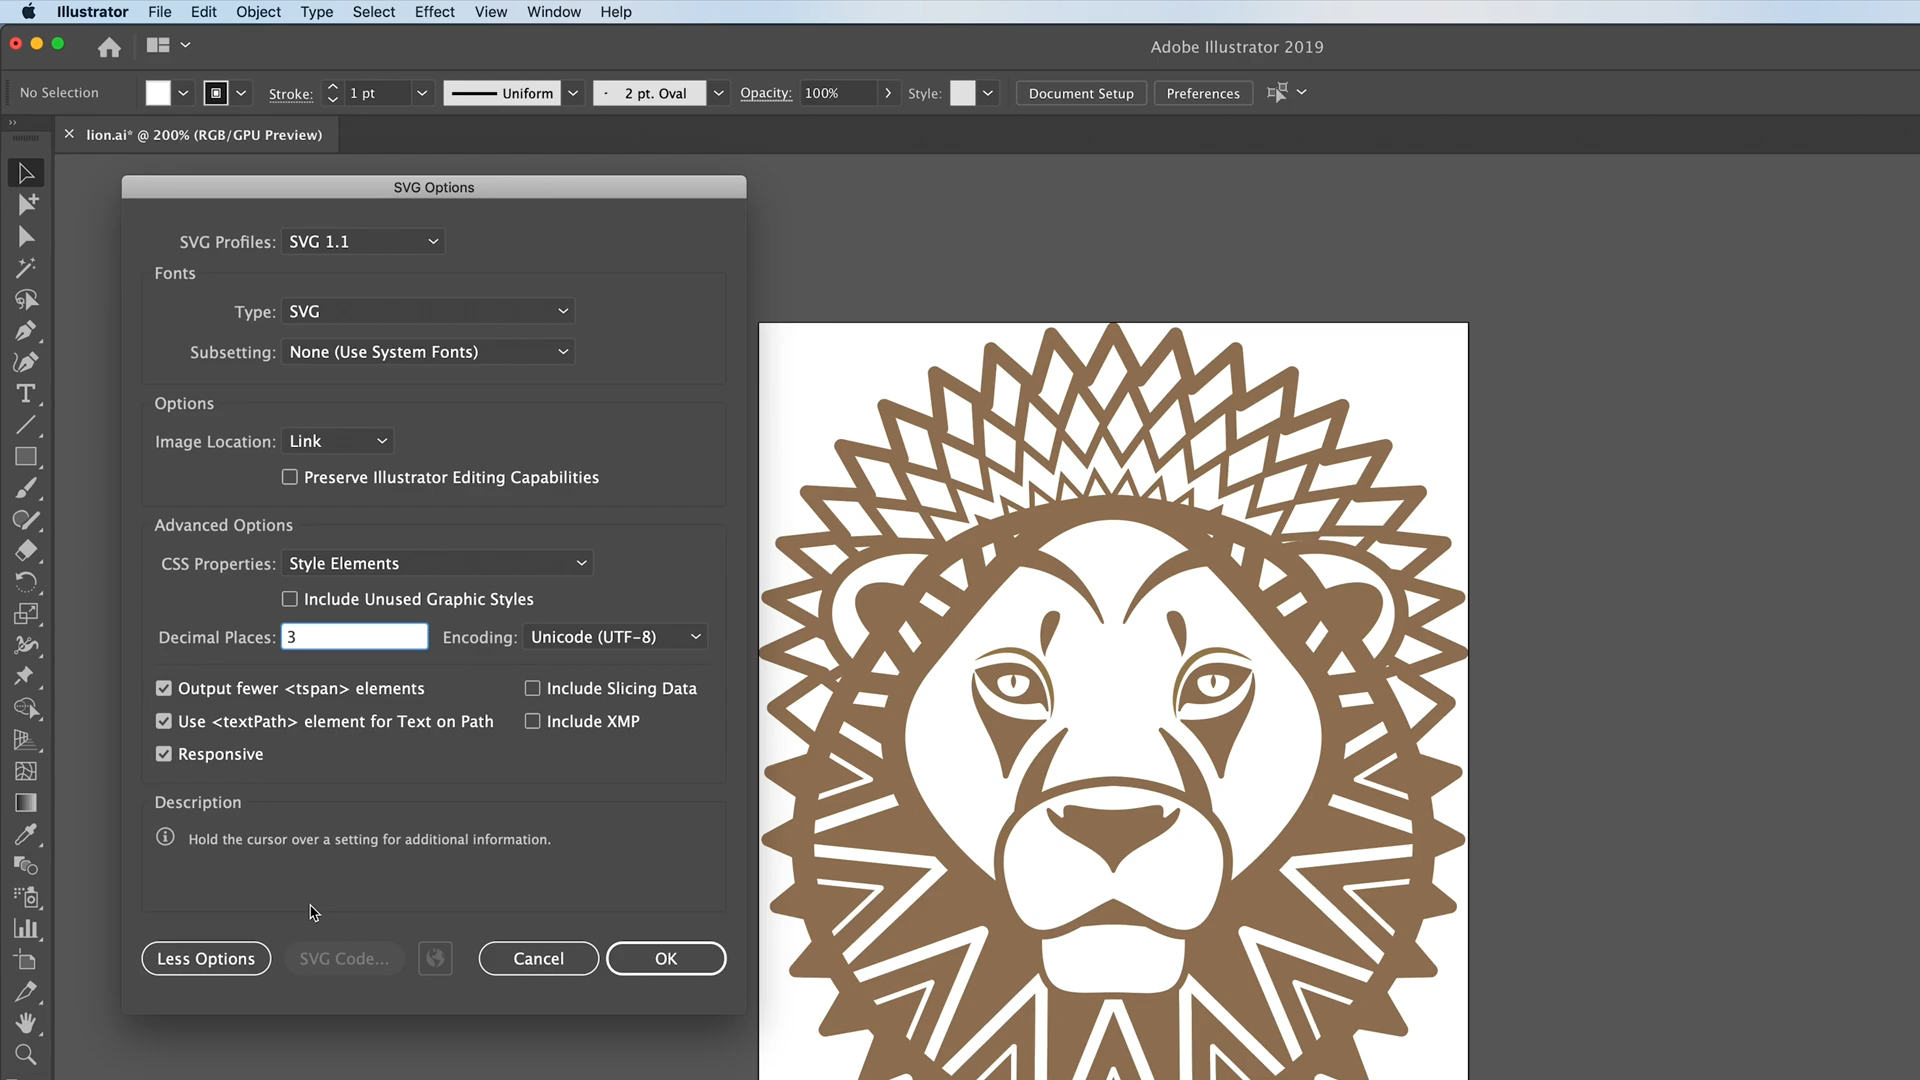 Illustrator File Edit Object Type Select Effect View Window Help
Adobe Illustrator 2019
No Selection Stroke: 1 pt Uniform 2 pt. Oval Opacity: 100% Style: Document Setup Preferences
lion.ai* @ 200% (RGB/GPU Preview)
SVG Options
SVG Profiles: SVG 1.1
Fonts
Type: SVG
Subsetting: None (Use System Fonts)
Options
Image Location: Link
Preserve Illustrator Editing Capabilities
Advanced Options
CSS Properties: Style Elements
Include Unused Graphic Styles
Decimal Places: 3 Encoding: Unicode (UTF-8)
Output fewer <tspan> elements Include Slicing Data
Use <textPath> element for Text on Path Include XMP
Responsive
Description
Hold the cursor over a setting for additional information.
Less Options SVG Code... Cancel OK